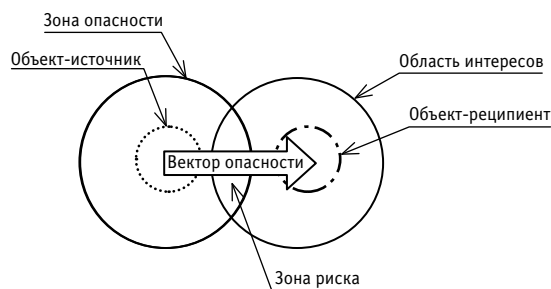 Зона опасности
Объект-источник
Область интересов
Объект-реципиент
Вектор опасности
Зона риска